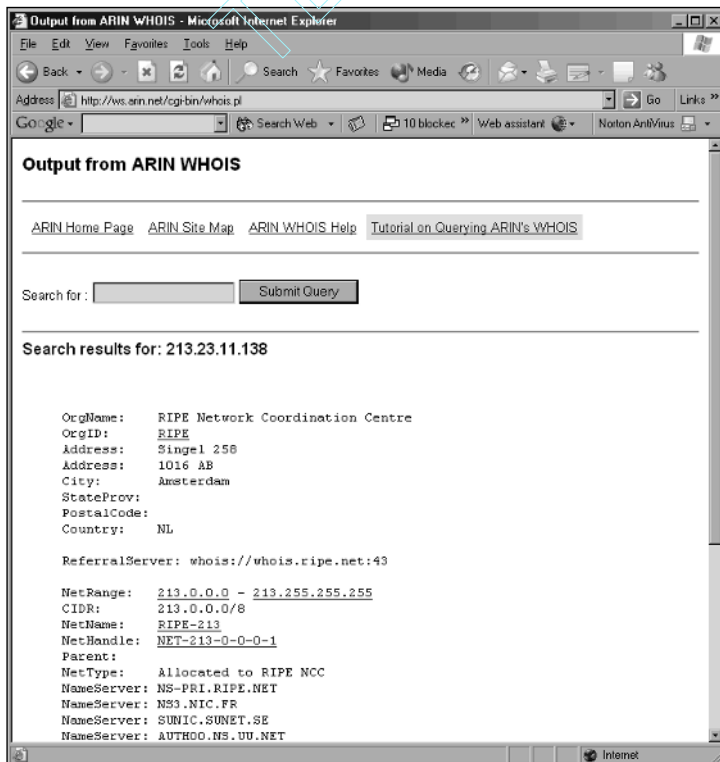 Output from ARIN WHOIS - Microsoft Internet Explorer
File Edit View Favorites Tools Help
Back Search Favorites Media
Address http://ws.arin.net/cgi-bin/whois.pl Go Links »
Google Search Web 10 blocked » Web assistant Norton AntiVirus
Output from ARIN WHOIS
ARIN Home Page ARIN Site Map ARIN WHOIS Help Tutorial on Querying ARIN's WHOIS
Search for : Submit Query
Search results for: 213.23.11.138
OrgName: RIPE Network Coordination Centre
OrgID: RIPE
Address: Singel 258
Address: 1016 AB
City: Amsterdam
StateProv:
PostalCode:
Country: NL
ReferralServer: whois://whois.ripe.net:43
NetRange: 213.0.0.0 - 213.255.255.255
CIDR: 213.0.0.0/8
NetName: RIPE-213
NetHandle: NET-213-0-0-0-1
Parent:
NetType: Allocated to RIPE NCC
NameServer: NS-PRI.RIPE.NET
NameServer: NS3.NIC.FR
NameServer: SUNIC.SUNET.SE
NameServer: AUTH00.NS.UU.NET
Internet